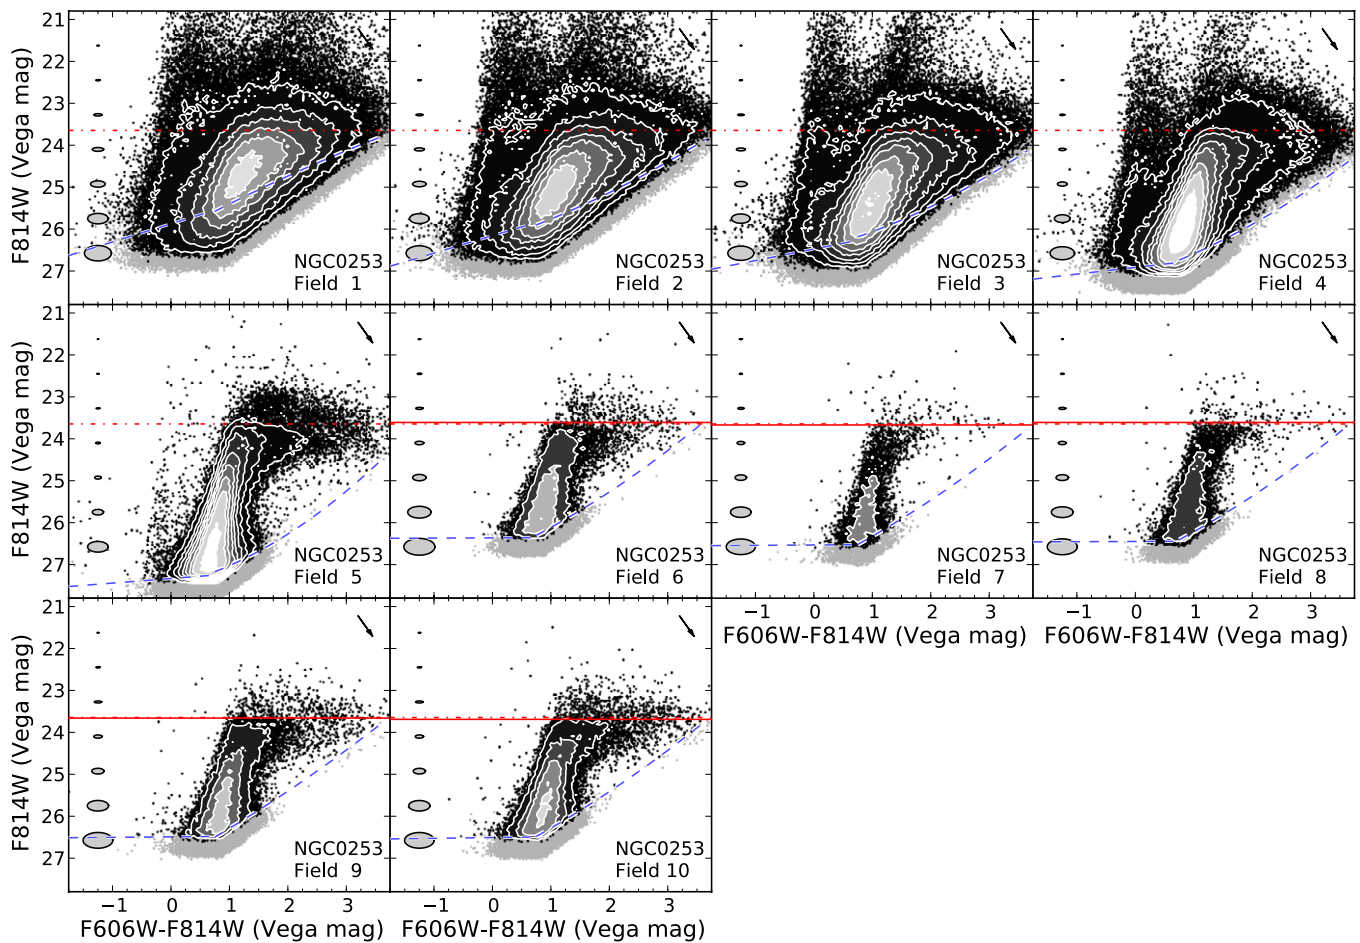 21
22
23
24
25
26
27
F814W (Vega mag)
NGC0253
Field 1
NGC0253
Field 2
NGC0253
Field 3
NGC0253
Field 4
21
22
23
24
25
26
27
F814W (Vega mag)
NGC0253
Field 5
NGC0253
Field 6
NGC0253
Field 7
NGC0253
Field 8
−1 0 1 2 3
F606W-F814W (Vega mag)
−1 0 1 2 3
F606W-F814W (Vega mag)
21
22
23
24
25
26
27
F814W (Vega mag)
NGC0253
Field 9
NGC0253
Field 10
−1 0 1 2 3
F606W-F814W (Vega mag)
−1 0 1 2 3
F606W-F814W (Vega mag)